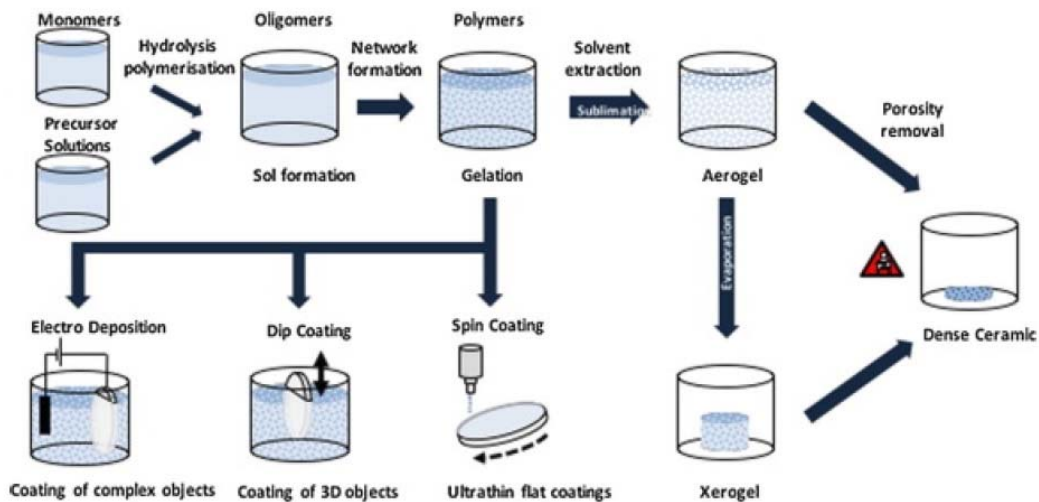 Monomers
Hydrolysis
polymerisation
Precursor
Solutions
Oligomers
Sol formation
Network
formation
Polymers
Gelation
Solvent
extraction
Sublimation
Aerogel
Porosity
removal
Evaporation
Dense Ceramic
Electro Deposition
Dip Coating
Spin Coating
Coating of complex objects
Coating of 3D objects
Ultrathin flat coatings
Xerogel